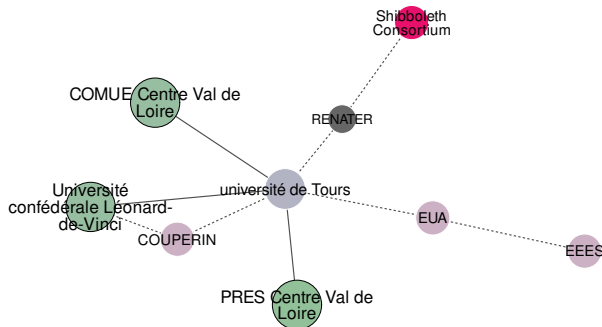 Shibboleth
Consortium
COMUE Centre Val de
Loire
RENATER
Université
confédérale Léonard-
de-Vinci
université de Tours
COUPERIN
EUA
EEES
PRES Centre Val de
Loire